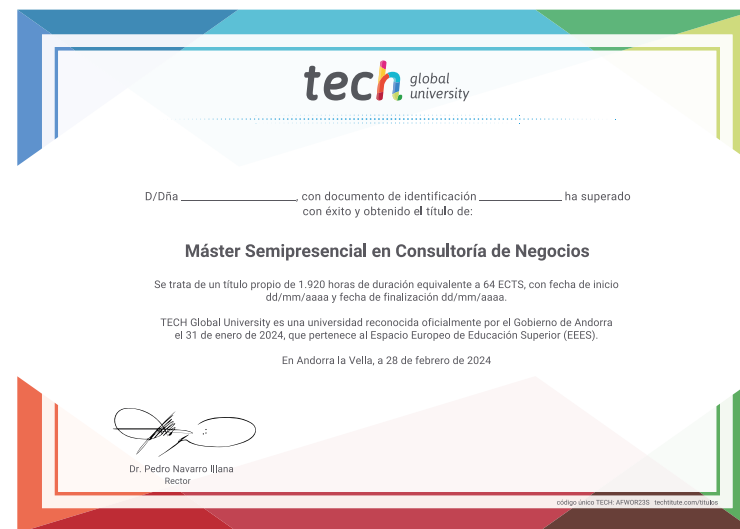 tech global university
D/Dña ____________, con documento de identificación ____________ ha superado
con éxito y obtenido el título de:
Máster Semipresencial en Consultoría de Negocios
Se trata de un título propio de 1.920 horas de duración equivalente a 64 ECTS, con fecha de inicio
dd/mm/aaaa y fecha de finalización dd/mm/aaaa.
TECH Global University es una universidad reconocida oficialmente por el Gobierno de Andorra
el 31 de enero de 2024, que pertenece al Espacio Europeo de Educación Superior (EEES).
En Andorra la Vella, a 28 de febrero de 2024
Dr. Pedro Navarro Illana
Rector
código único TECH: AFWOR23S techtitute.com/titulos